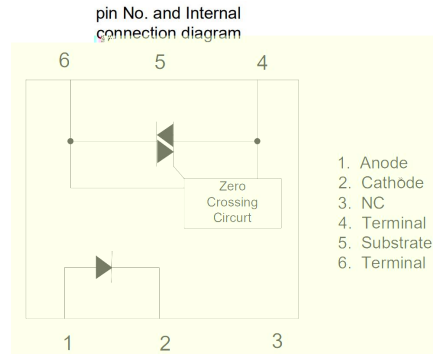 pin No. and Internal
connection diagram
6 5 4
Zero
Crossing
Circurt
1. Anode
2. Cathode
3. NC
4. Terminal
5. Substrate
6. Terminal
1 2 3